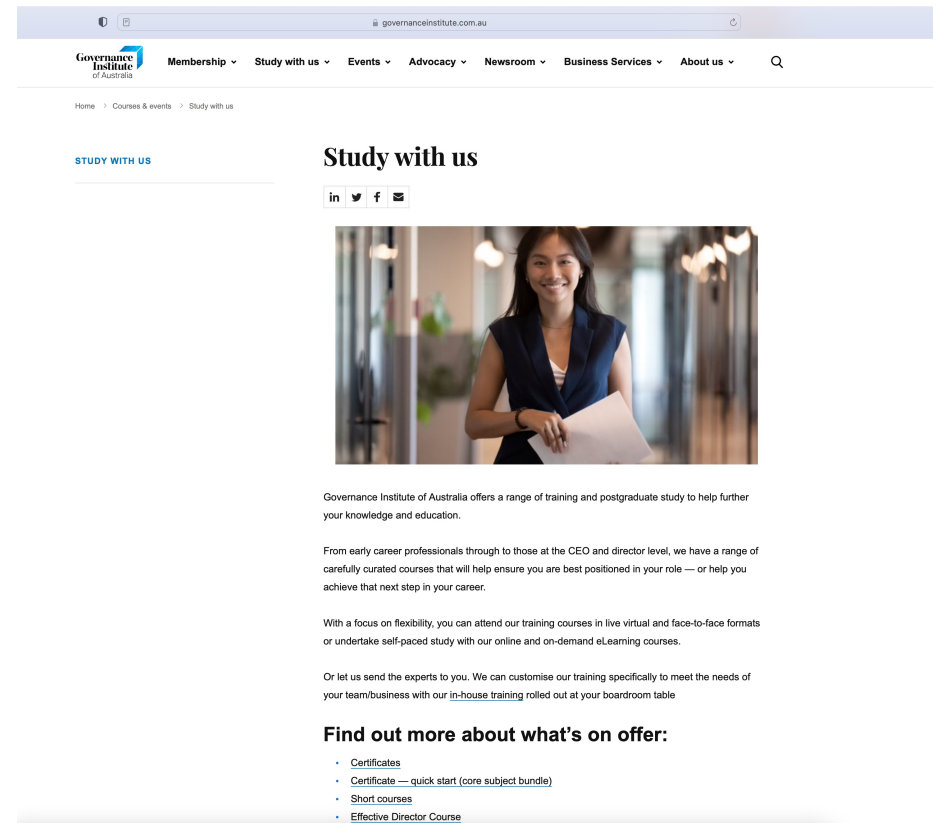 governanceinstitute.com.au
Governance
Institute
of Australia
Membership
Study with us
Events
Advocacy
Newsroom
Business Services
About us
Home > Courses & events > Study with us
STUDY WITH US
Study with us
in
f
Governance Institute of Australia offers a range of training and postgraduate study to help further
your knowledge and education.
From early career professionals through to those at the CEO and director level, we have a range of
carefully curated courses that will help ensure you are best positioned in your role — or help you
achieve that next step in your career.
With a focus on flexibility, you can attend our training courses in live virtual and face-to-face formats
or undertake self-paced study with our online and on-demand eLearning courses.
Or let us send the experts to you. We can customise our training specifically to meet the needs of
your team/business with our in-house training rolled out at your boardroom table
Find out more about what’s on offer:
• Certificates
• Certificate — quick start (core subject bundle)
• Short courses
• Effective Director Course